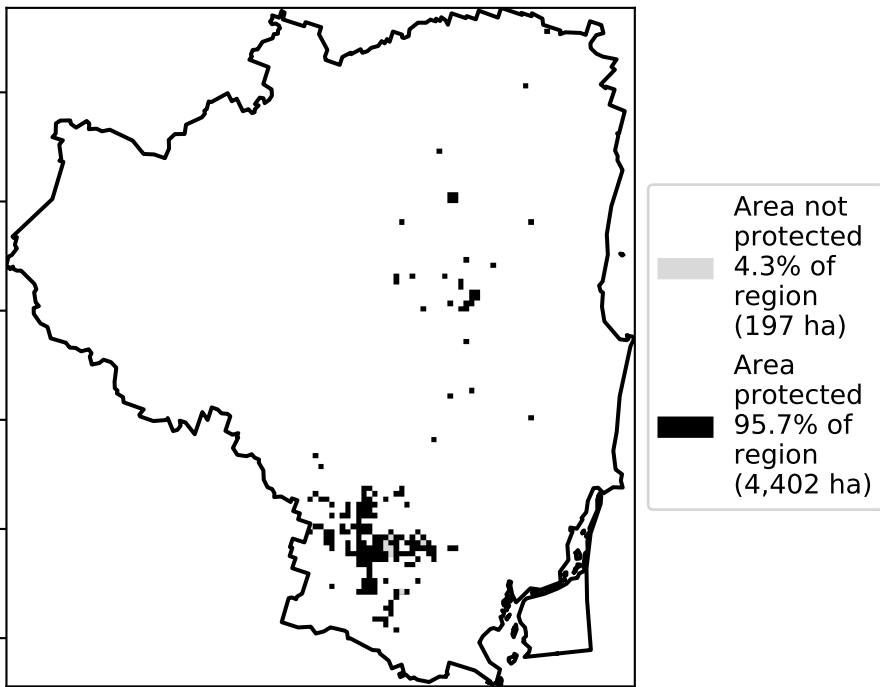 Area not
protected
4.3% of
region
(197 ha)
Area
protected
95.7% of
region
(4,402 ha)